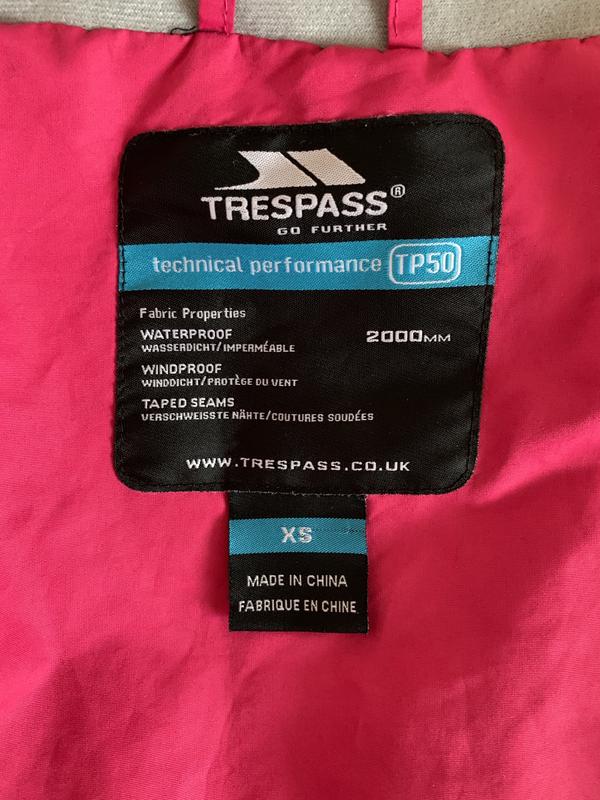 TRESPASS®
GO FURTHER
technical performance TP50
Fabric Properties
WATERPROOF 2000MM
WASSERDICHT/IMPERMÉABLE
WINDPROOF
WINDDICHT/PROTÈGE DU VENT
TAPED SEAMS
VERSCHWEISSTE NÄHTE/COUTURES SOUDÉES
WWW.TRESPASS.CO.UK
XS
MADE IN CHINA
FABRIQUE EN CHINE